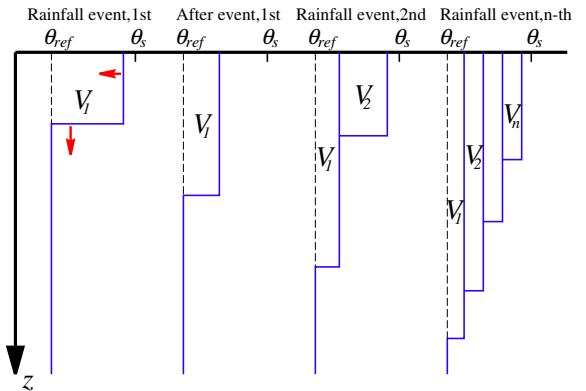 Rainfall event,1st After event,1st Rainfall event,2nd Rainfall event,n-th
θref θs θref θs θref θs θref θs
V1 V1 V1 V2 V1 V2 Vn
z